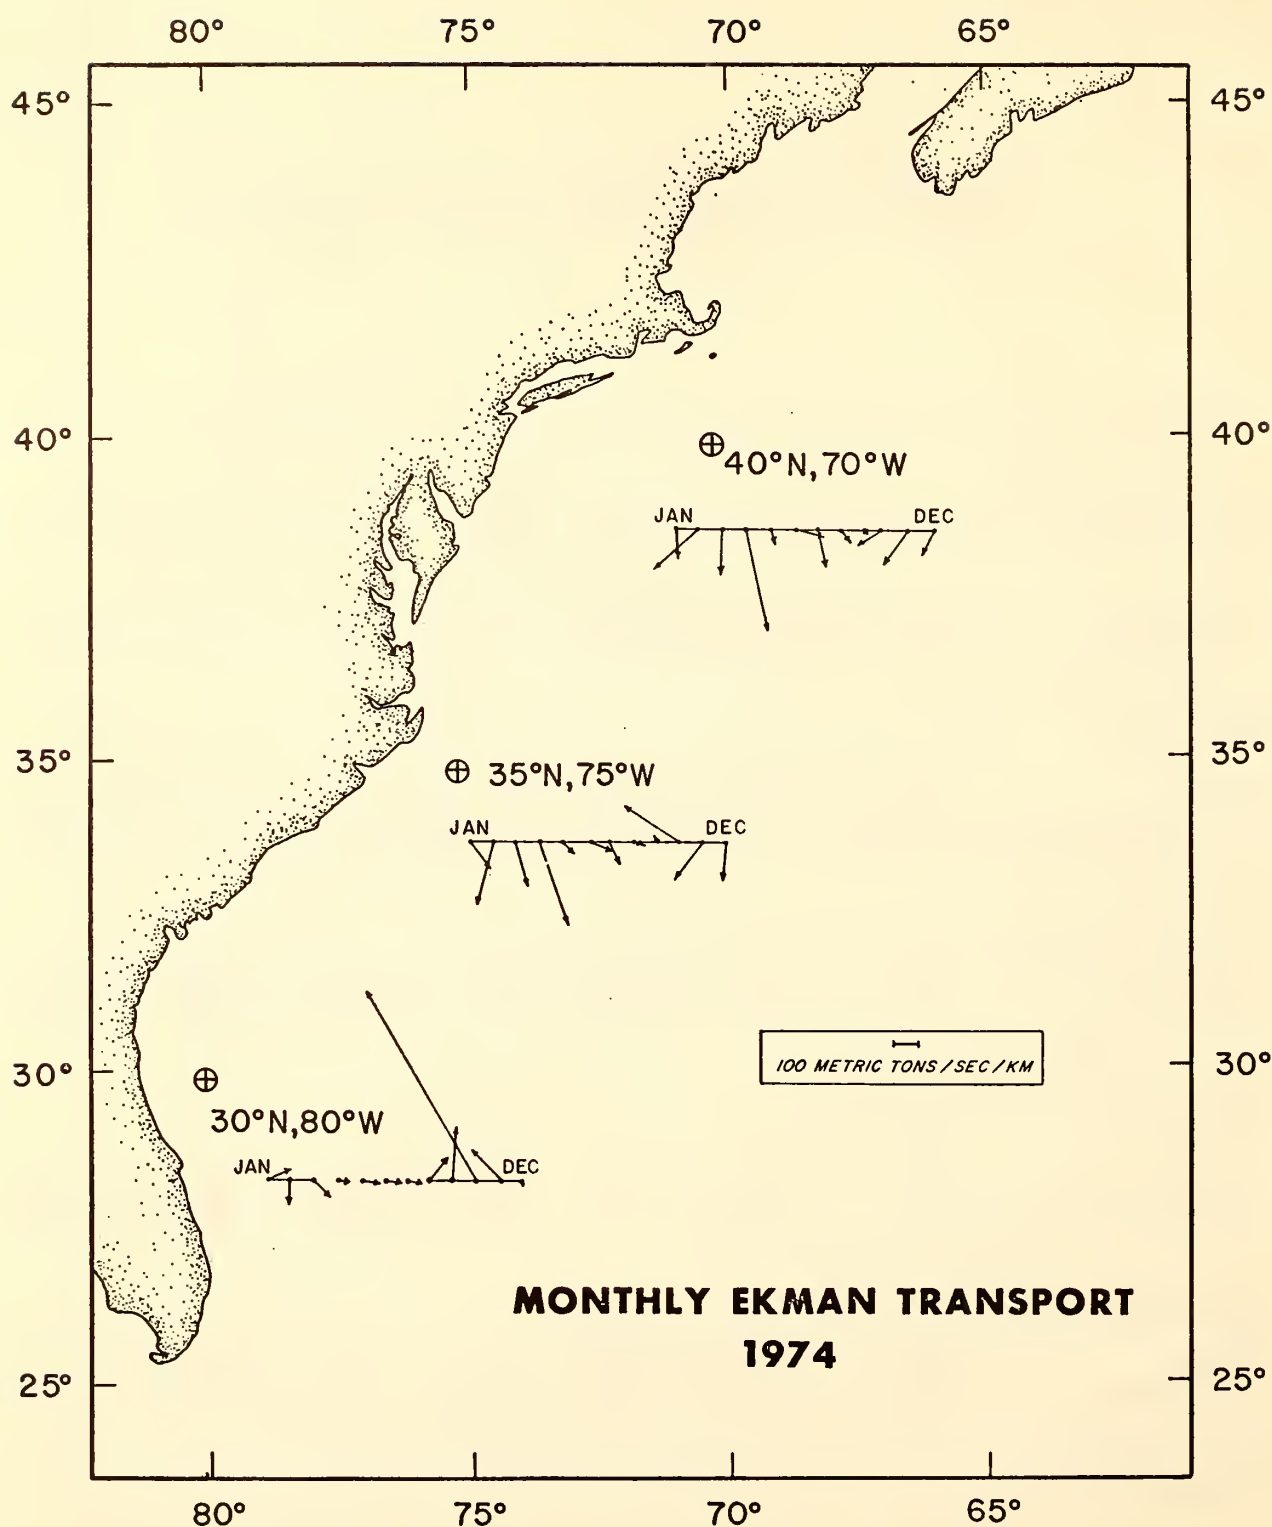 80° 75° 70° 65°
45° 45°
40° 40°
40°N,70°W
JAN DEC
35° 35°
35°N,75°W
JAN DEC
30° 30°
100 METRIC TONS/SEC/KM
30°N,80°W
JAN DEC
MONTHLY EKMAN TRANSPORT
1974
25° 25°
80° 75° 70° 65°